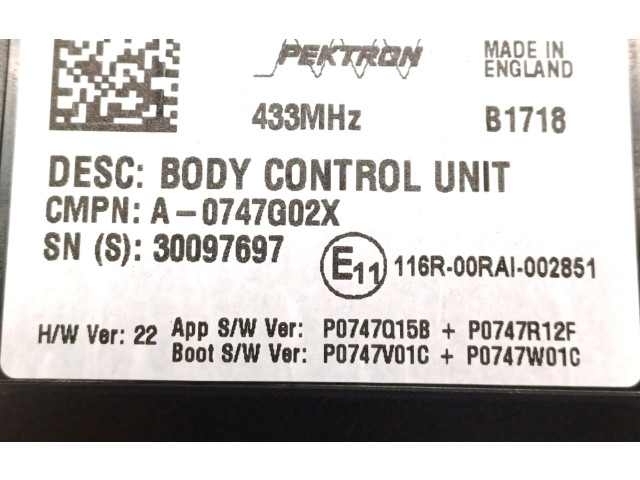 PEKTRON
MADE IN
ENGLAND
433MHz
B1718
DESC: BODY CONTROL UNIT
CMPN: A-0747G02X
SN (S): 30097697
E11 116R-00RAI-002851
H/W Ver: 22
App S/W Ver: P0747Q15B + P0747R12F
Boot S/W Ver: P0747V01C + P0747W01C